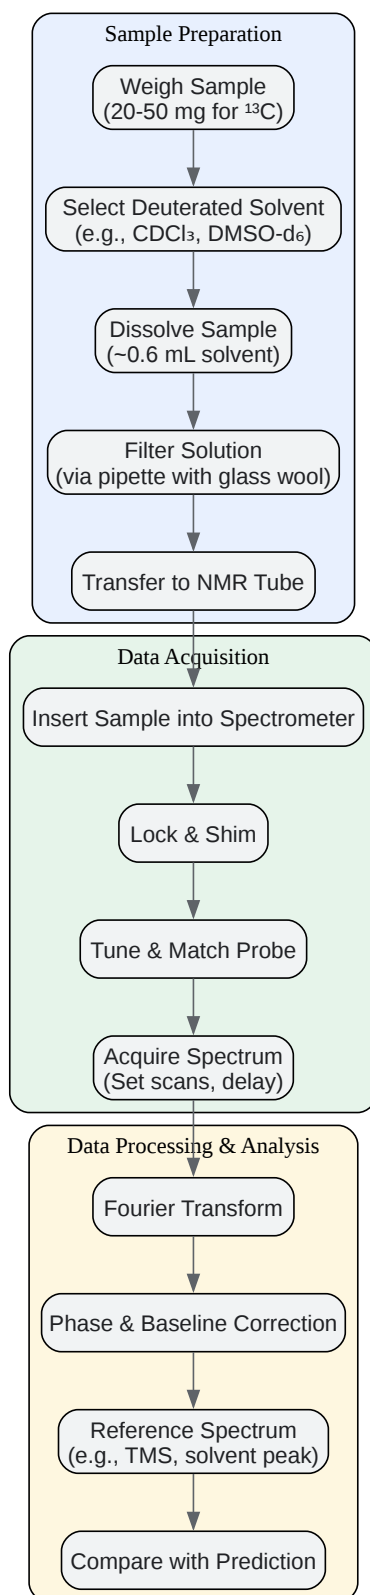 Sample Preparation
Weigh Sample
(20-50 mg for ¹³C)
Select Deuterated Solvent
(e.g., CDCl₃, DMSO-d₆)
Dissolve Sample
(~0.6 mL solvent)
Filter Solution
(via pipette with glass wool)
Transfer to NMR Tube
Data Acquisition
Insert Sample into Spectrometer
Lock & Shim
Tune & Match Probe
Acquire Spectrum
(Set scans, delay)
Data Processing & Analysis
Fourier Transform
Phase & Baseline Correction
Reference Spectrum
(e.g., TMS, solvent peak)
Compare with Prediction